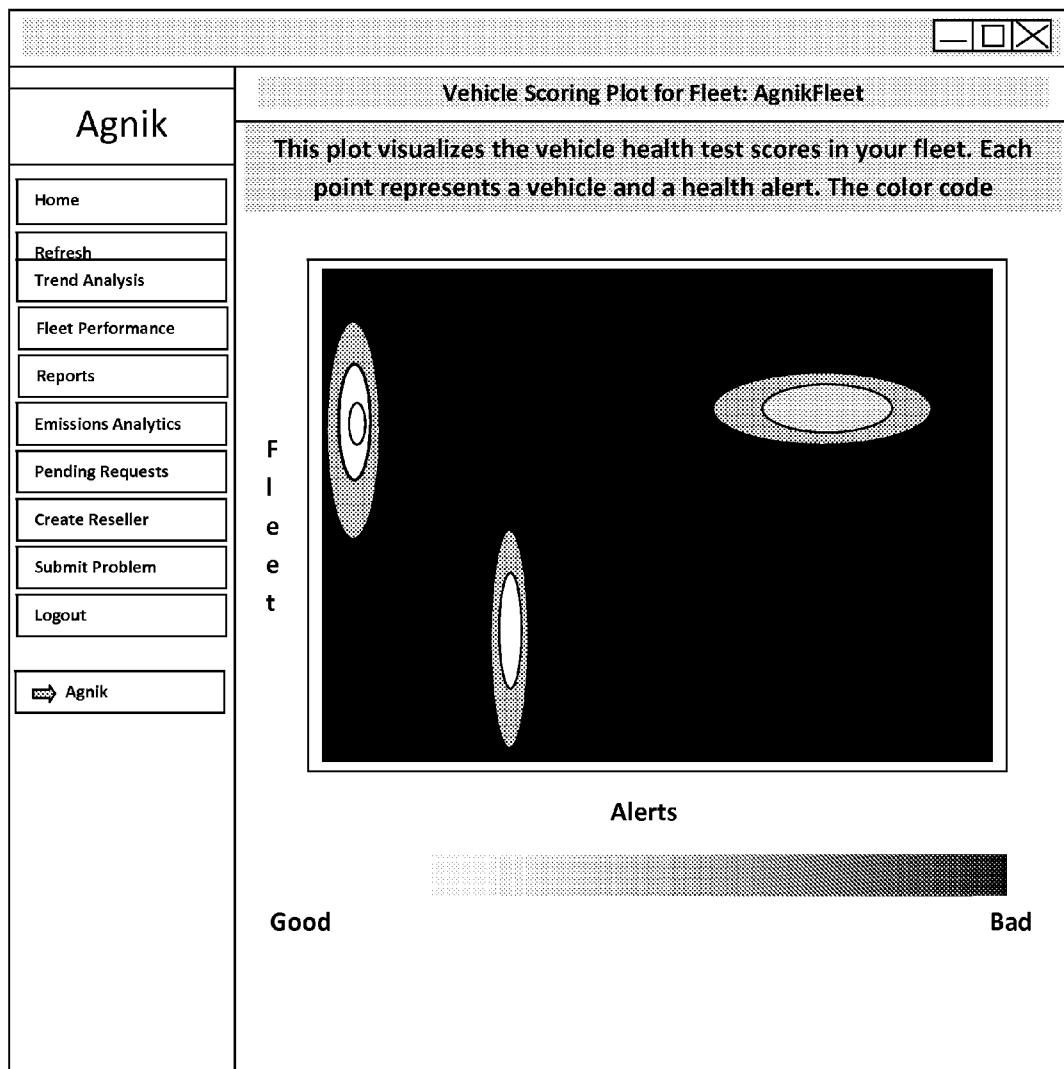 Vehicle Scoring Plot for Fleet: AgnikFleet
This plot visualizes the vehicle health test scores in your fleet. Each
point represents a vehicle and a health alert. The color code
Agnik
Home
Refresh
Trend Analysis
Fleet Performance
Reports
Emissions Analytics
Pending Requests
Create Reseller
Submit Problem
Logout
Agnik
Fleet
Alerts
Good
Bad